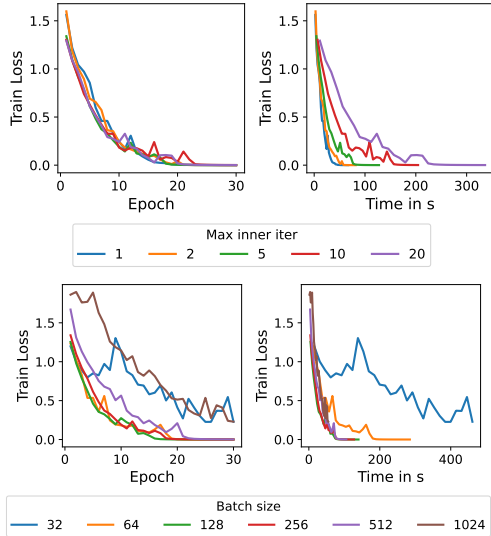 Train Loss
1.5
1.0
0.5
0.0
0 10 20 30
Epoch
Train Loss
1.5
1.0
0.5
0.0
0 100 200 300
Time in s
Max inner iter
1 2 5 10 20
Train Loss
1.5
1.0
0.5
0.0
0 10 20 30
Epoch
Train Loss
1.5
1.0
0.5
0.0
0 200 400
Time in s
Batch size
32 64 128 256 512 1024